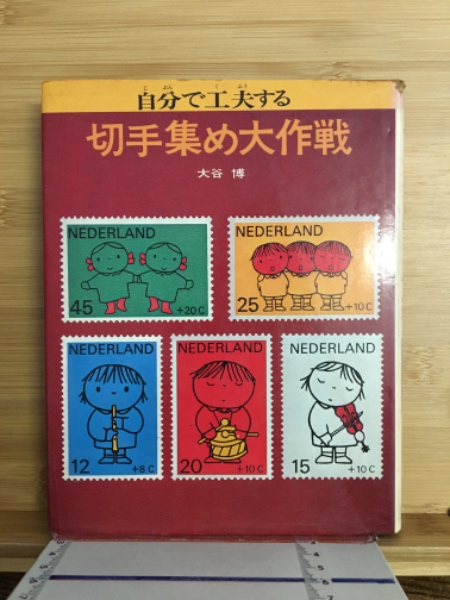 自分で工夫する
切手集め大作戦
大谷 博
NEDERLAND
45 +20C
NEDERLAND
25 +10C
NEDERLAND
12 +8C
NEDERLAND
20 +10C
NEDERLAND
15 +10C